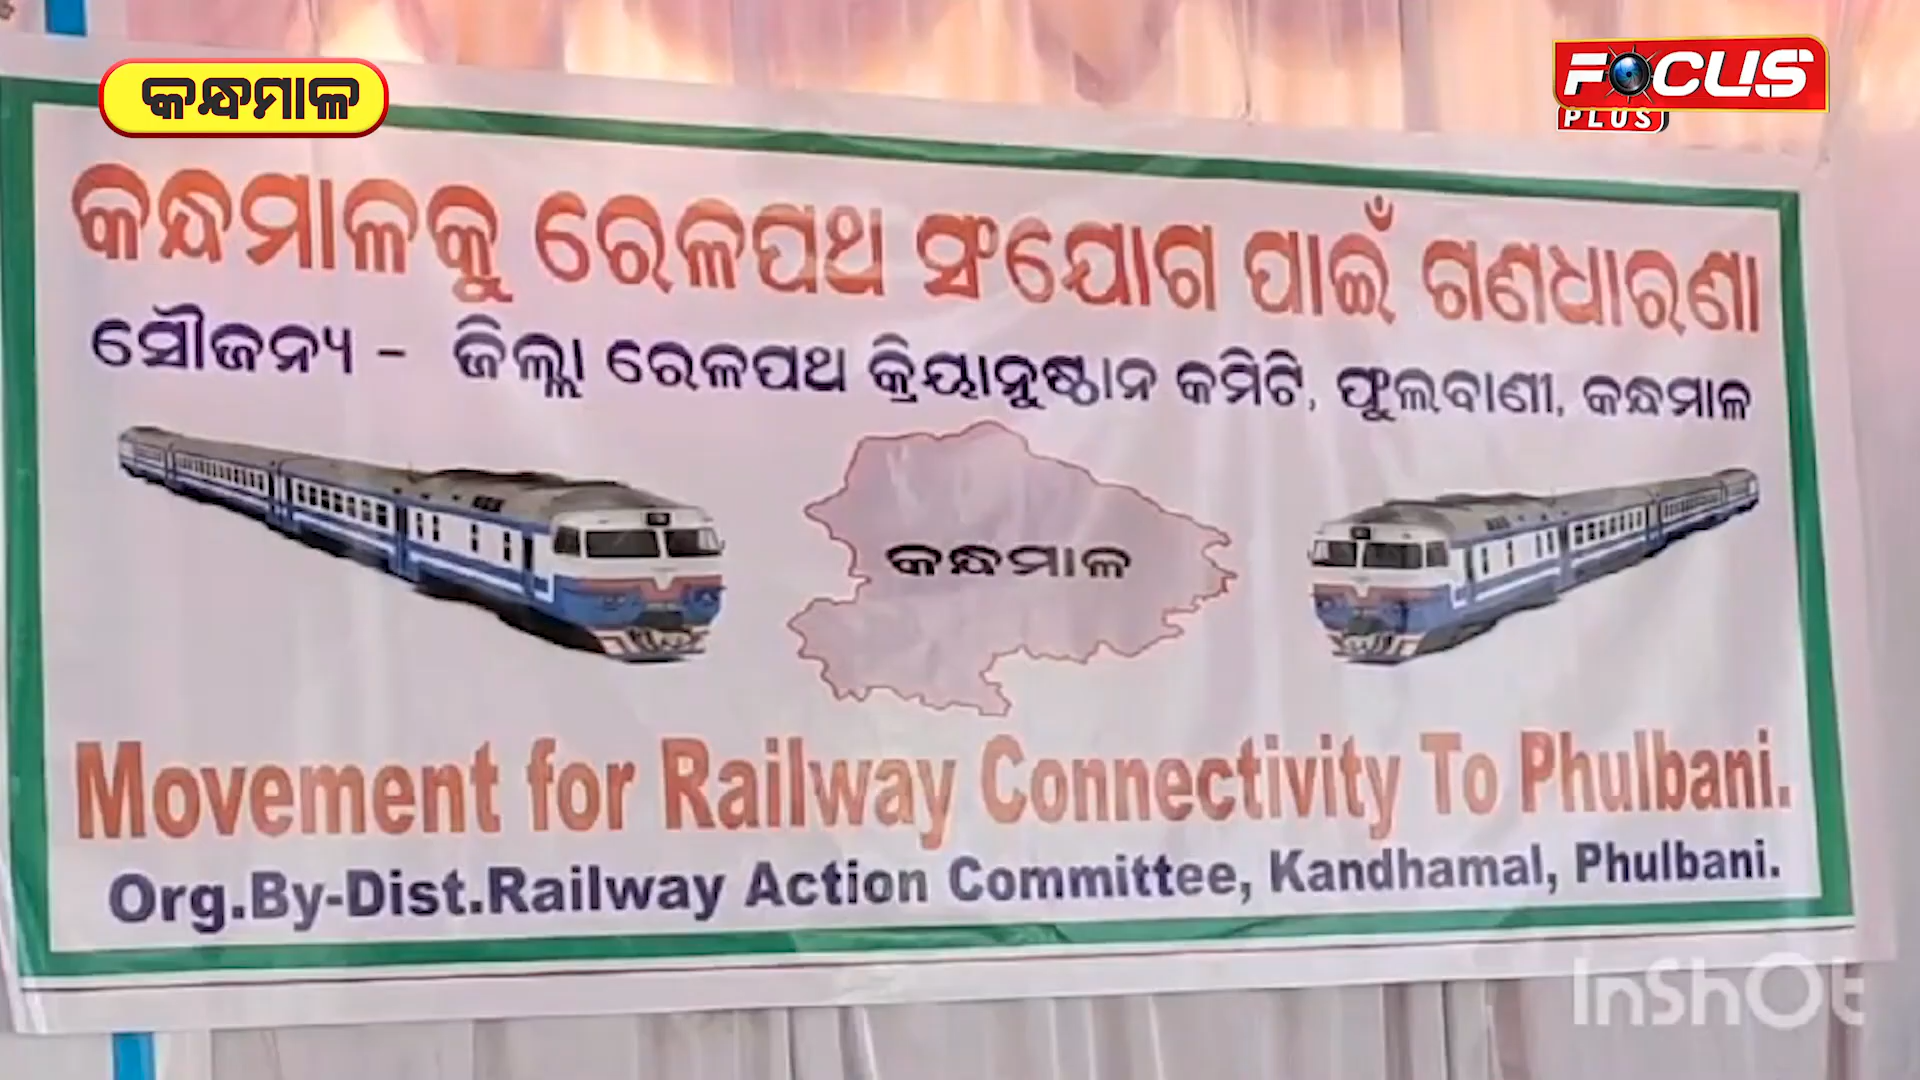 କନ୍ଧମାଳ
FOCUS
PLUS
କନ୍ଧମାଳକୁ ରେଳପଥ ସଂଯୋଗ ପାଇଁ ଗଣଧାରଣା
ସୌଜନ୍ୟ - ଜିଲ୍ଲା ରେଳପଥ କ୍ରିୟାନୁଷ୍ଠାନ କମିଟି, ଫୁଲବାଣୀ, କନ୍ଧମାଳ
କନ୍ଧମାଳ
Movement for Railway Connectivity To Phulbani.
Org.By-Dist.Railway Action Committee, Kandhamal, Phulbani.
InShOt